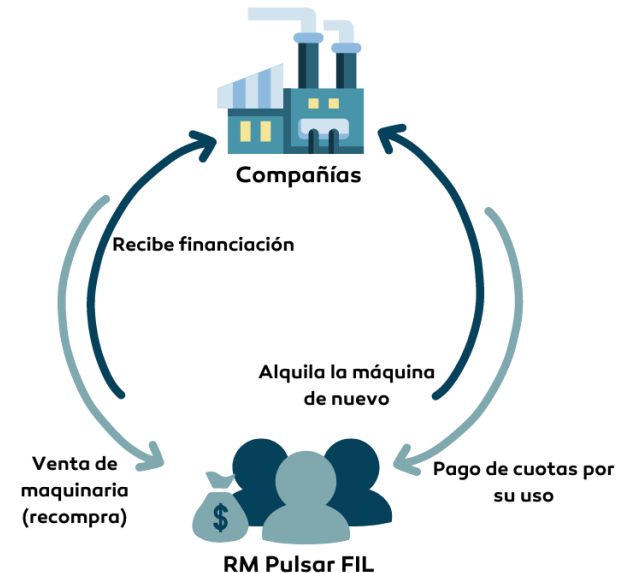 Compañías
Recibe financiación
Alquila la máquina
de nuevo
Venta de
maquinaria
(recompra)
$
Pago de cuotas por
su uso
RM Pulsar FIL